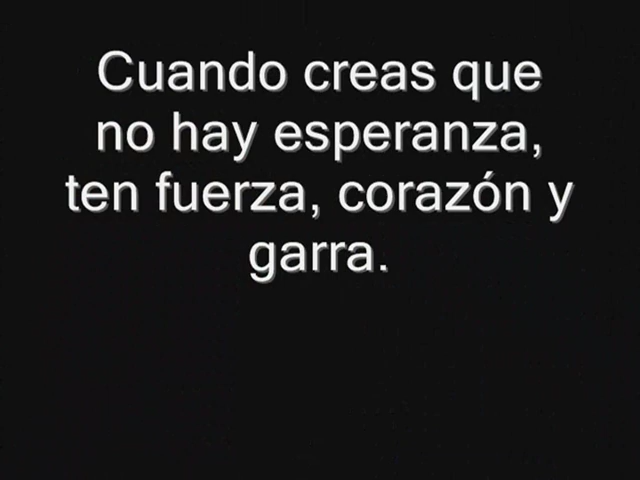 Cuando creas que
no hay esperanza,
ten fuerza, corazón y
garra.